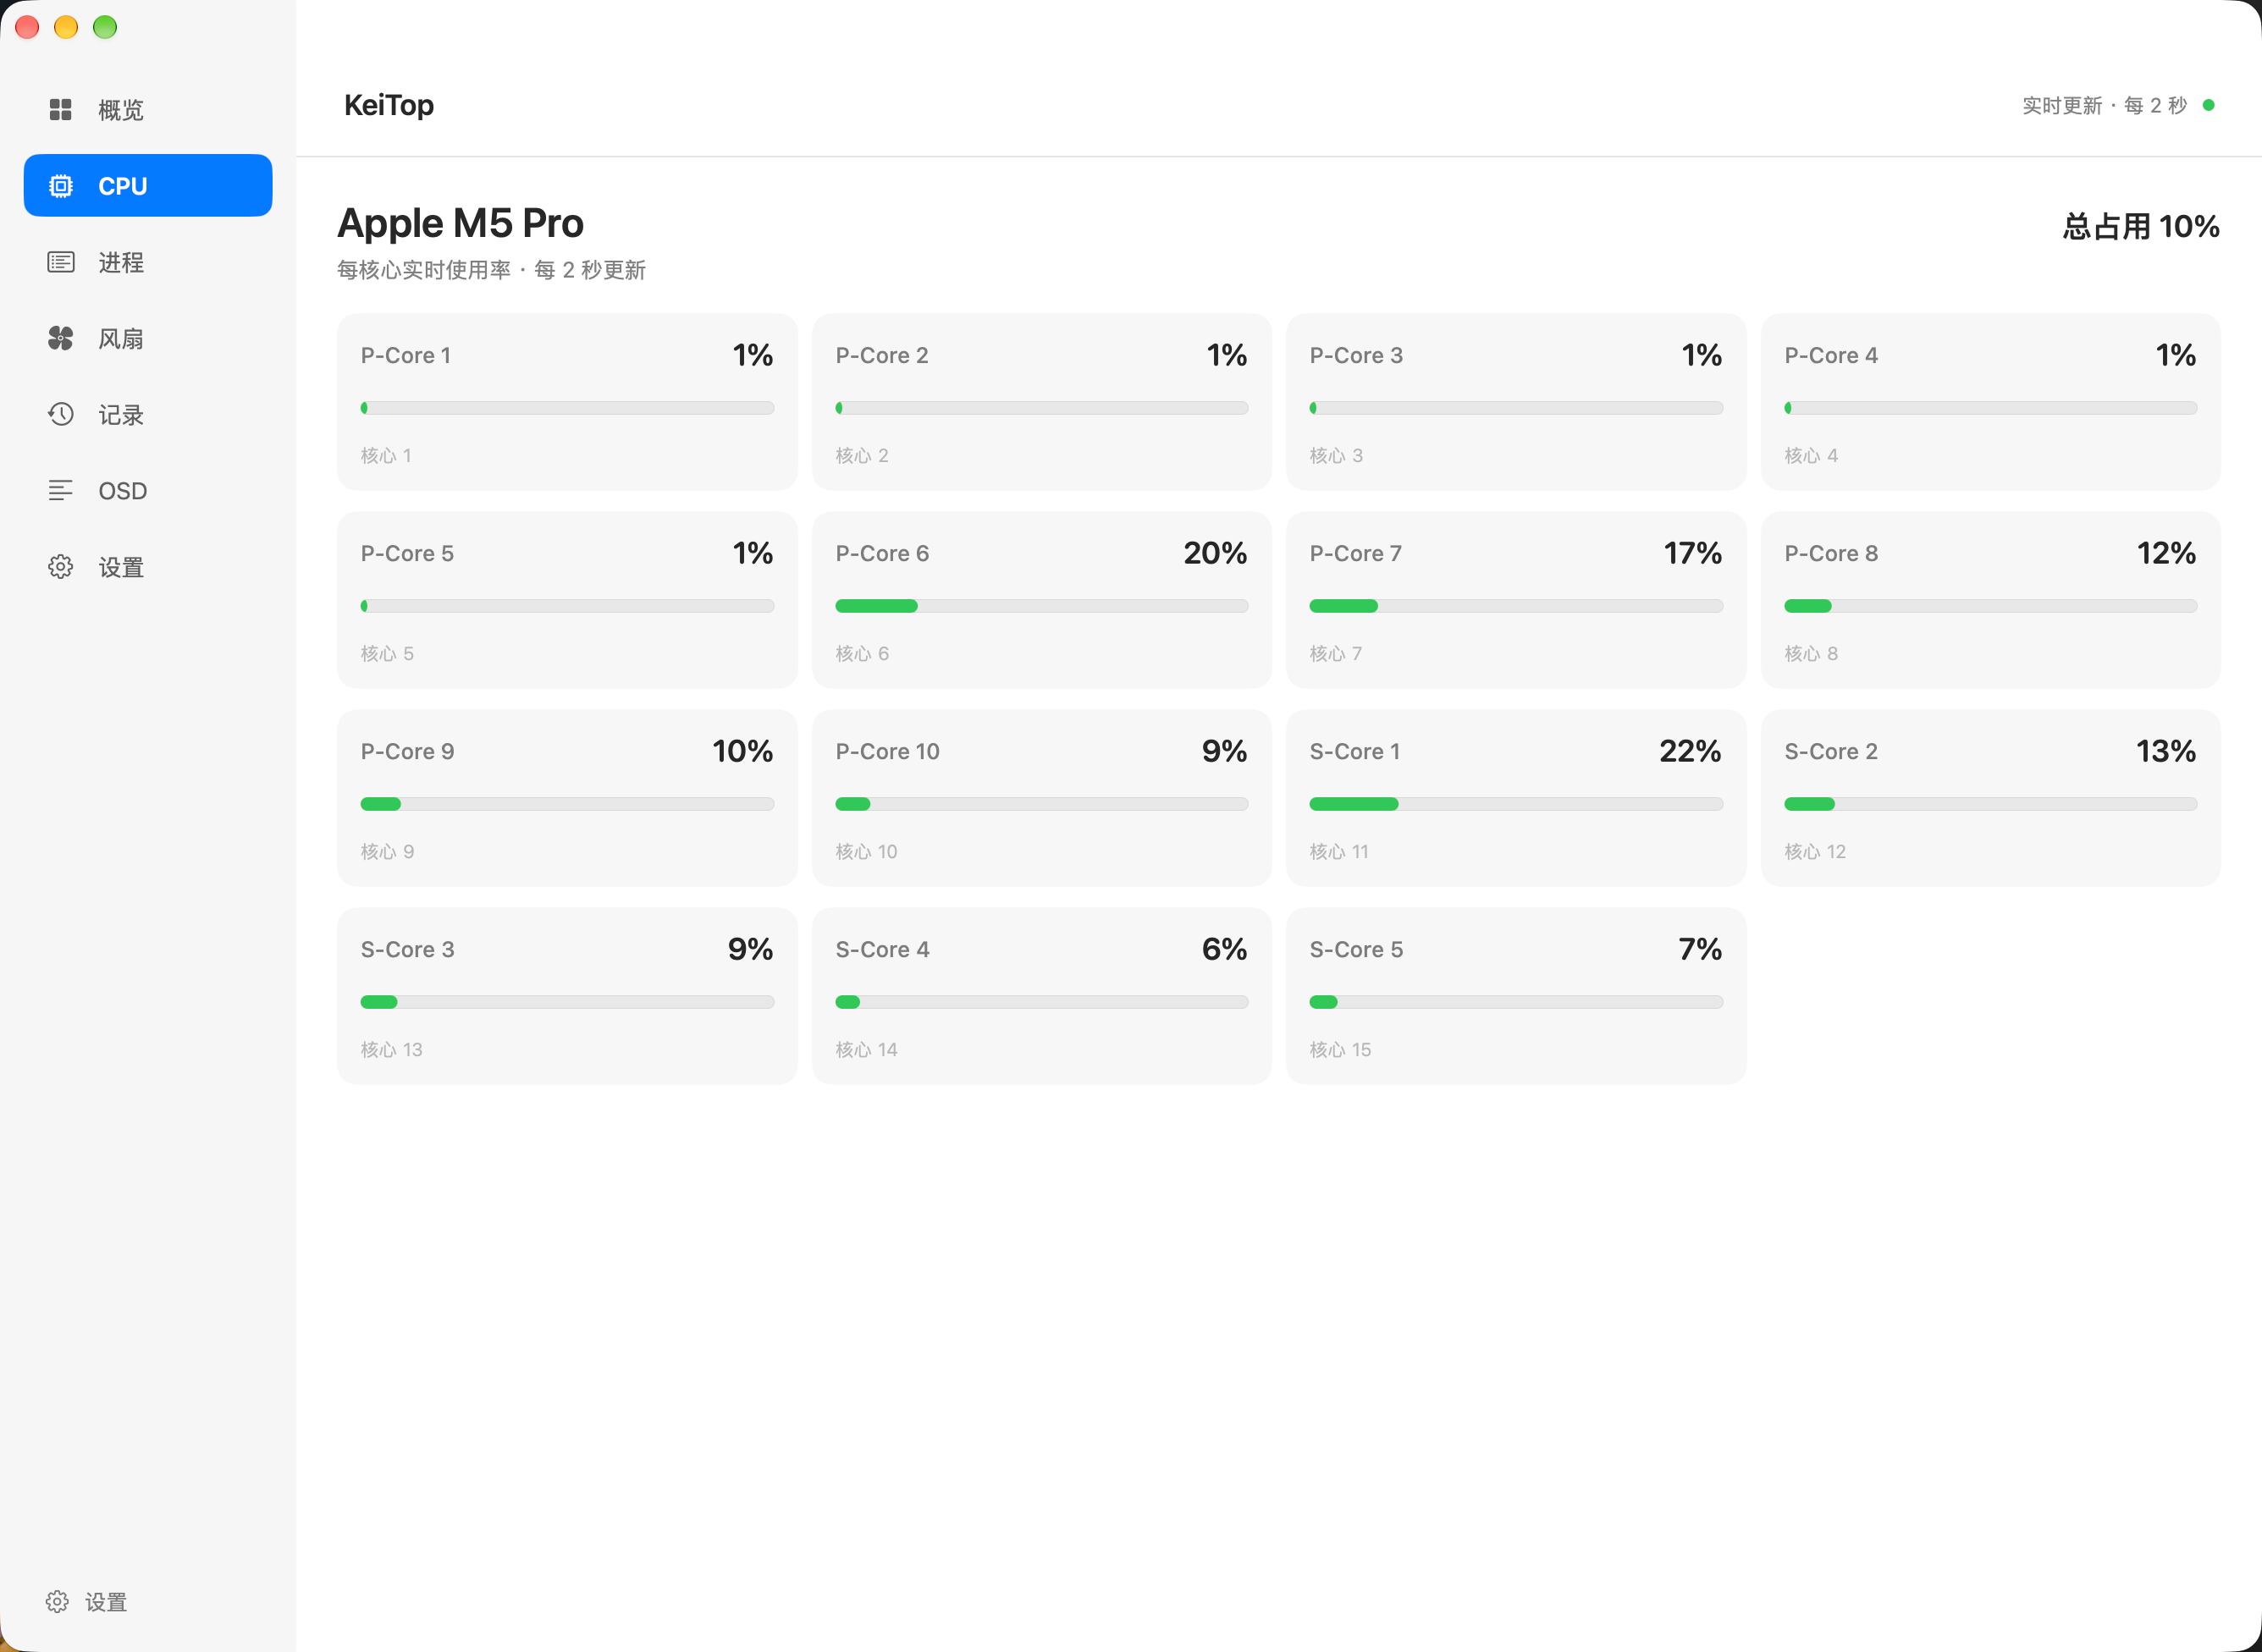 概览
CPU
进程
风扇
记录
OSD
设置
设置
KeiTop
实时更新 · 每 2 秒
Apple M5 Pro
总占用 10%
每核心实时使用率 · 每 2 秒更新
P-Core 1 1%
核心 1
P-Core 2 1%
核心 2
P-Core 3 1%
核心 3
P-Core 4 1%
核心 4
P-Core 5 1%
核心 5
P-Core 6 20%
核心 6
P-Core 7 17%
核心 7
P-Core 8 12%
核心 8
P-Core 9 10%
核心 9
P-Core 10 9%
核心 10
S-Core 1 22%
核心 11
S-Core 2 13%
核心 12
S-Core 3 9%
核心 13
S-Core 4 6%
核心 14
S-Core 5 7%
核心 15